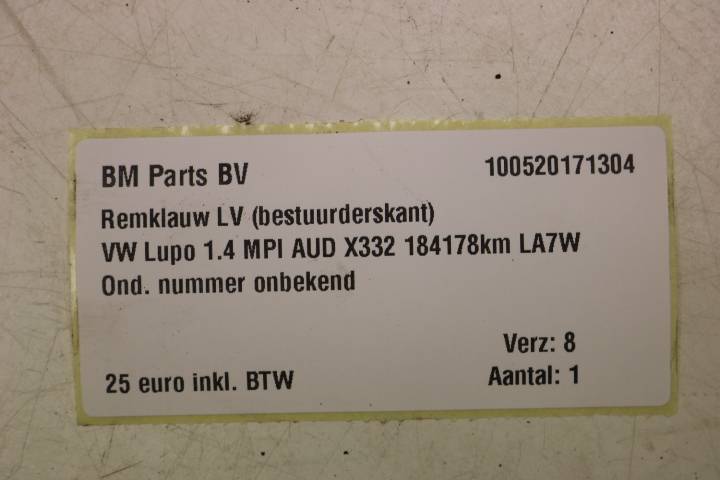 BM Parts BV 100520171304
Remklauw LV (bestuurderskant)
VW Lupo 1.4 MPI AUD X332 184178km LA7W
Ond. nummer onbekend
Verz: 8
25 euro inkl. BTW Aantal: 1